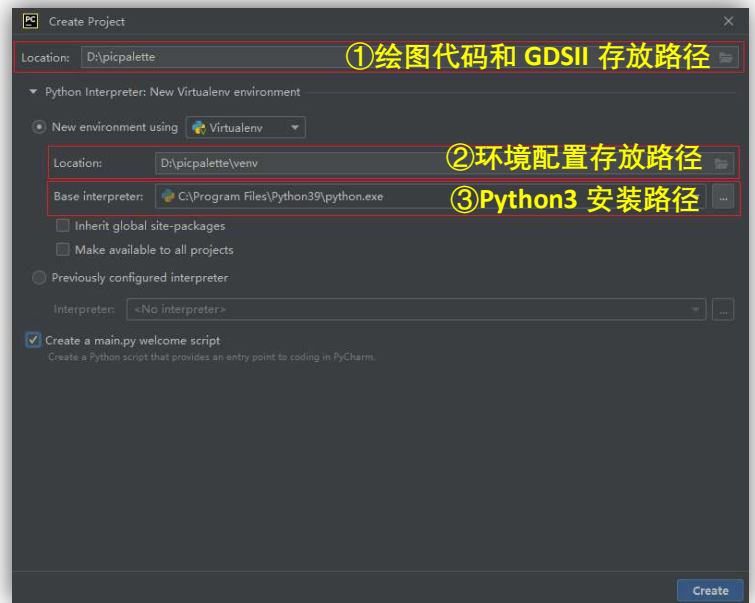 PC Create Project
Location: D:\picpalette ①绘图代码和 GDSII 存放路径
Python Interpreter: New Virtualenv environment
New environment using Virtualenv
Location: D:\picpalette\venv ②环境配置存放路径
Base interpreter: C:\Program Files\Python39\python.exe ③Python3 安装路径 ...
Inherit global site-packages
Make available to all projects
Previously configured interpreter
Interpreter: <No interpreter> ...
Create a main.py welcome script
Create a Python script that provides an entry point to coding in PyCharm.
Create